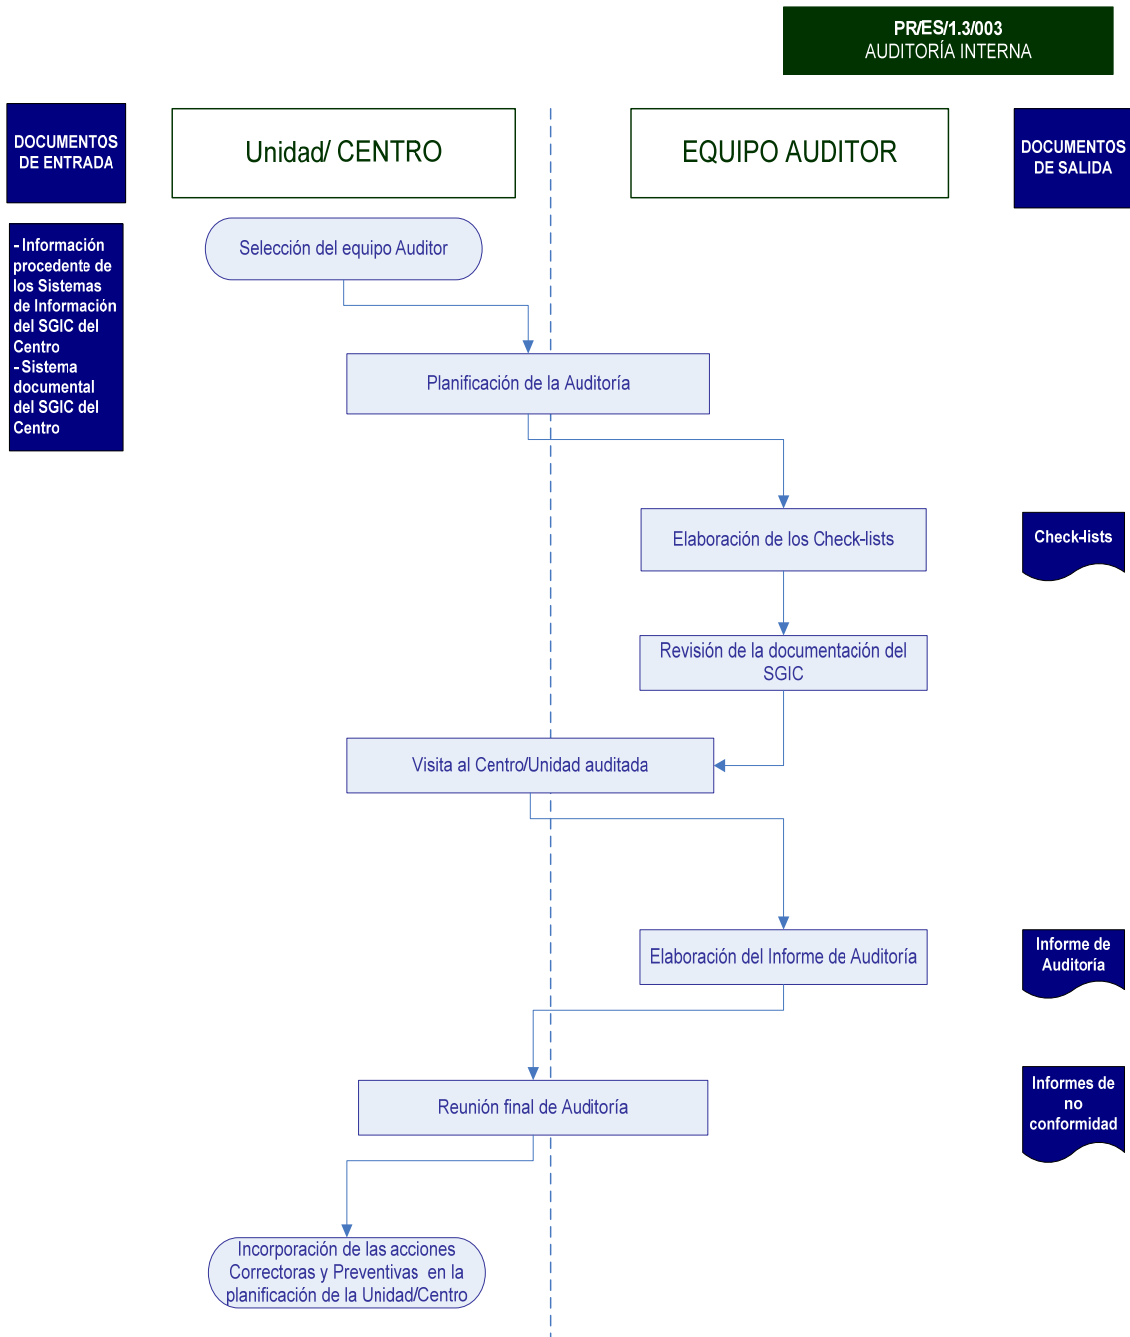 PR/ES/1.3/003
AUDITORÍA INTERNA
DOCUMENTOS
DE ENTRADA
Unidad/ CENTRO
EQUIPO AUDITOR
DOCUMENTOS
DE SALIDA
- Información
procedente de
los Sistemas
de Información
del SGIC del
Centro
- Sistema
documental
del SGIC del
Centro
Selección del equipo Auditor
Planificación de la Auditoría
Elaboración de los Check-lists
Check-lists
Revisión de la documentación del
SGIC
Visita al Centro/Unidad auditada
Elaboración del Informe de Auditoría
Informe de
Auditoría
Reunión final de Auditoría
Informes de
no
conformidad
Incorporación de las acciones
Correctoras y Preventivas en la
planificación de la Unidad/Centro